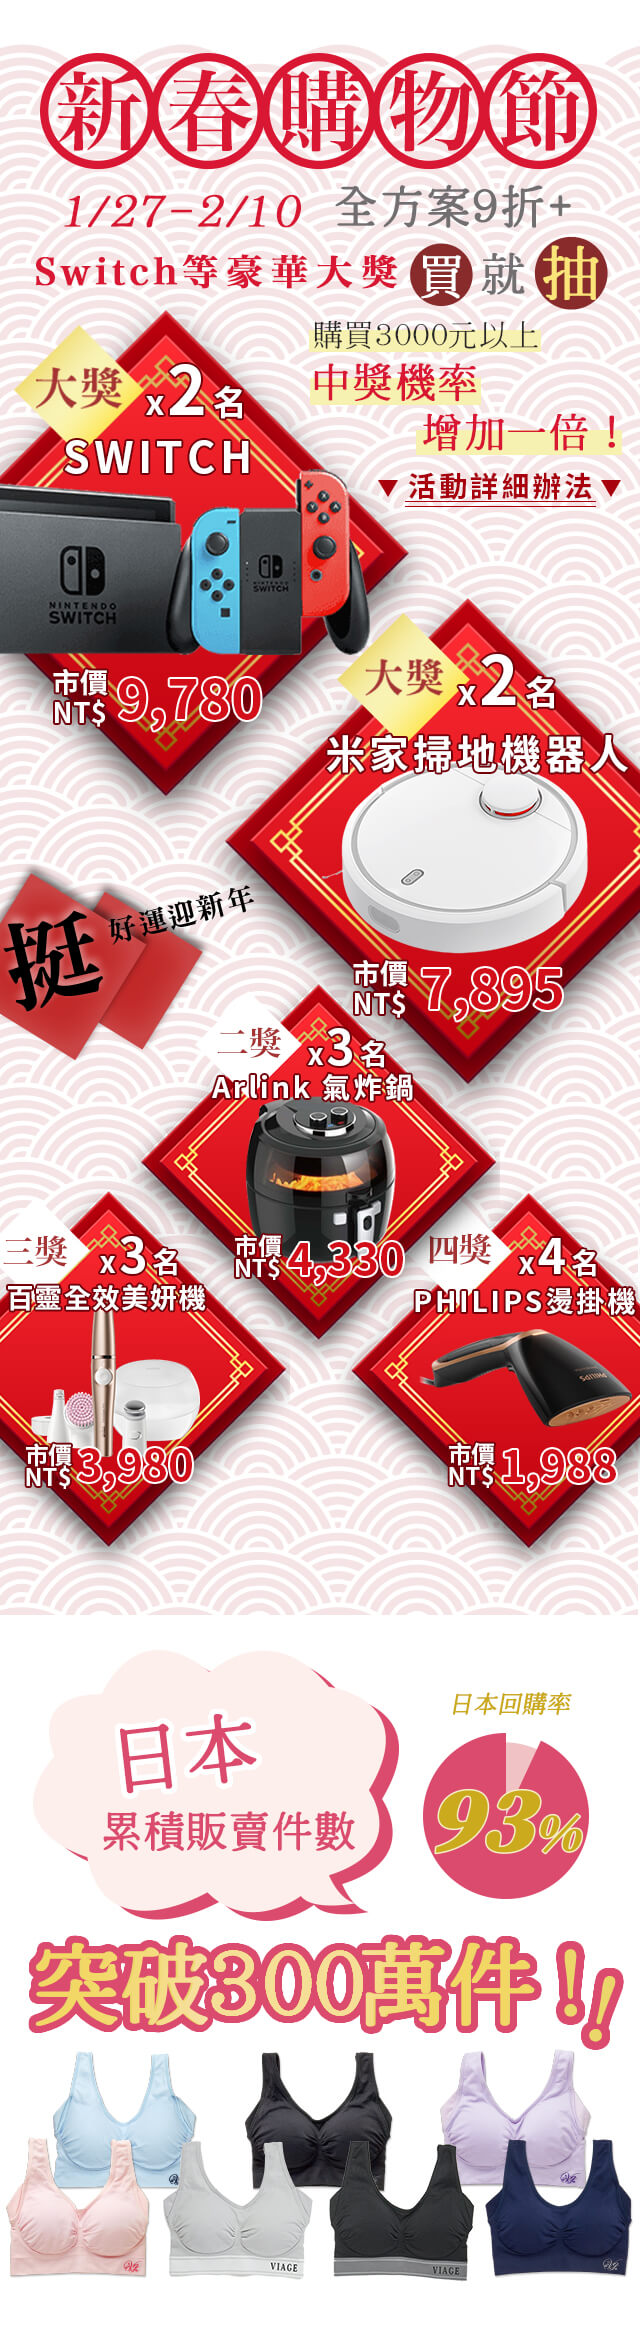 新春購物節
1/27-2/10 全方案9折+
Switch等豪華大獎 買就抽
購買3000元以上
中獎機率
增加一倍！
▼活動詳細辦法▼
大獎 x2名
SWITCH
NINTENDO
SWITCH
NINTENDO
SWITCH
市價
NT$ 9,780
大獎 x2名
米家掃地機器人
市價
NT$ 7,895
挺 好運迎新年
二獎 x3名
Arlink 氣炸鍋
市價
NT$ 4,330
三獎 x3名
百靈全效美妍機
市價
NT$ 3,980
四獎 x4名
PHILIPS燙掛機
PHILIPS
市價
NT$ 1,988
日本
累積販賣件數
日本回購率
93%
突破300萬件!!
VIAGE
VIAGE